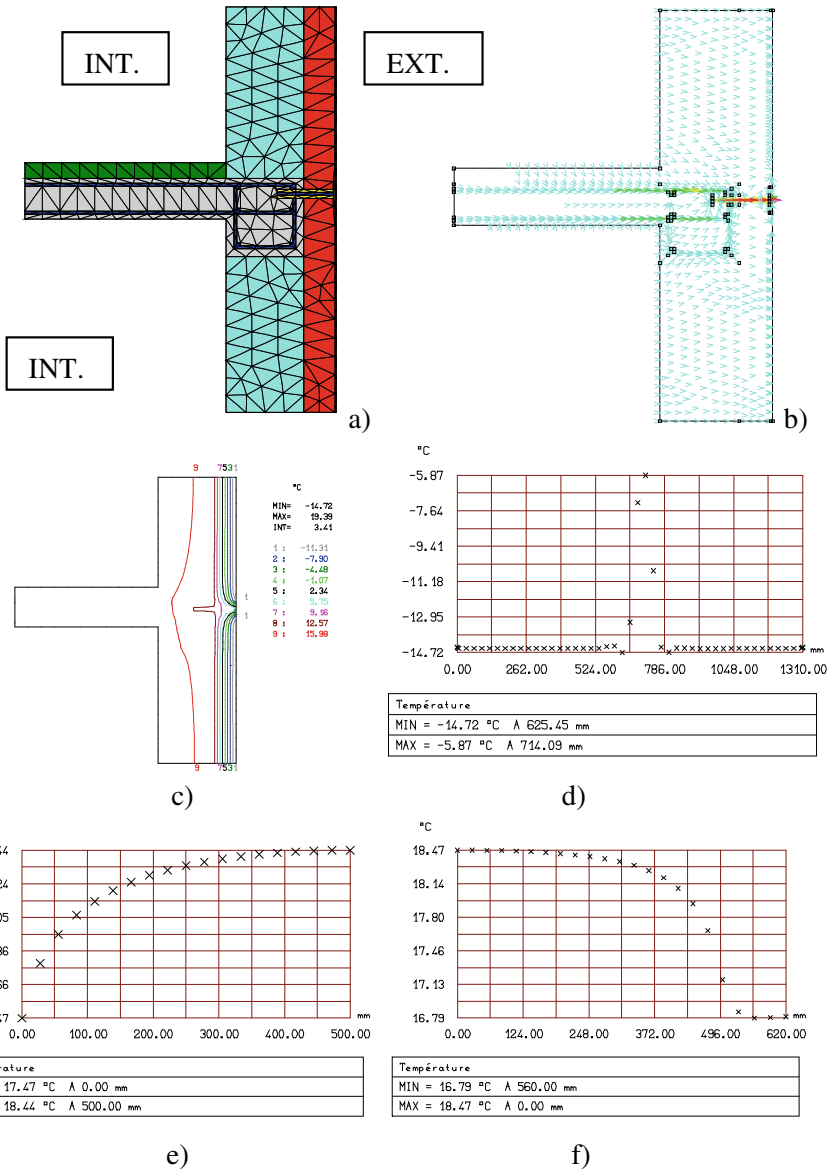 INT.
EXT.
INT.
a)
b)
9 7531
°C
MIN= -14.72
MAX= 19.39
INT= 3.41
1 : -11.31
2 : -7.90
3 : -4.48
4 : -1.07
5 : 2.34
6 : 5.75
7 : 9.16
8 : 12.57
9 : 15.98
1
1
9 7531
c)
°C
-5.87
-7.64
-9.41
-11.18
-12.95
-14.72
0.00 262.00 524.00 786.00 1048.00 1310.00
mm
Température
MIN = -14.72 °C A 625.45 mm
MAX = -5.87 °C A 714.09 mm
d)
44
24
05
86
66
47
0.00 100.00 200.00 300.00 400.00 500.00
mm
rature
17.47 °C A 0.00 mm
18.44 °C A 500.00 mm
e)
°C
18.47
18.14
17.80
17.46
17.13
16.79
0.00 124.00 248.00 372.00 496.00 620.00
mm
Température
MIN = 16.79 °C A 560.00 mm
MAX = 18.47 °C A 0.00 mm
f)